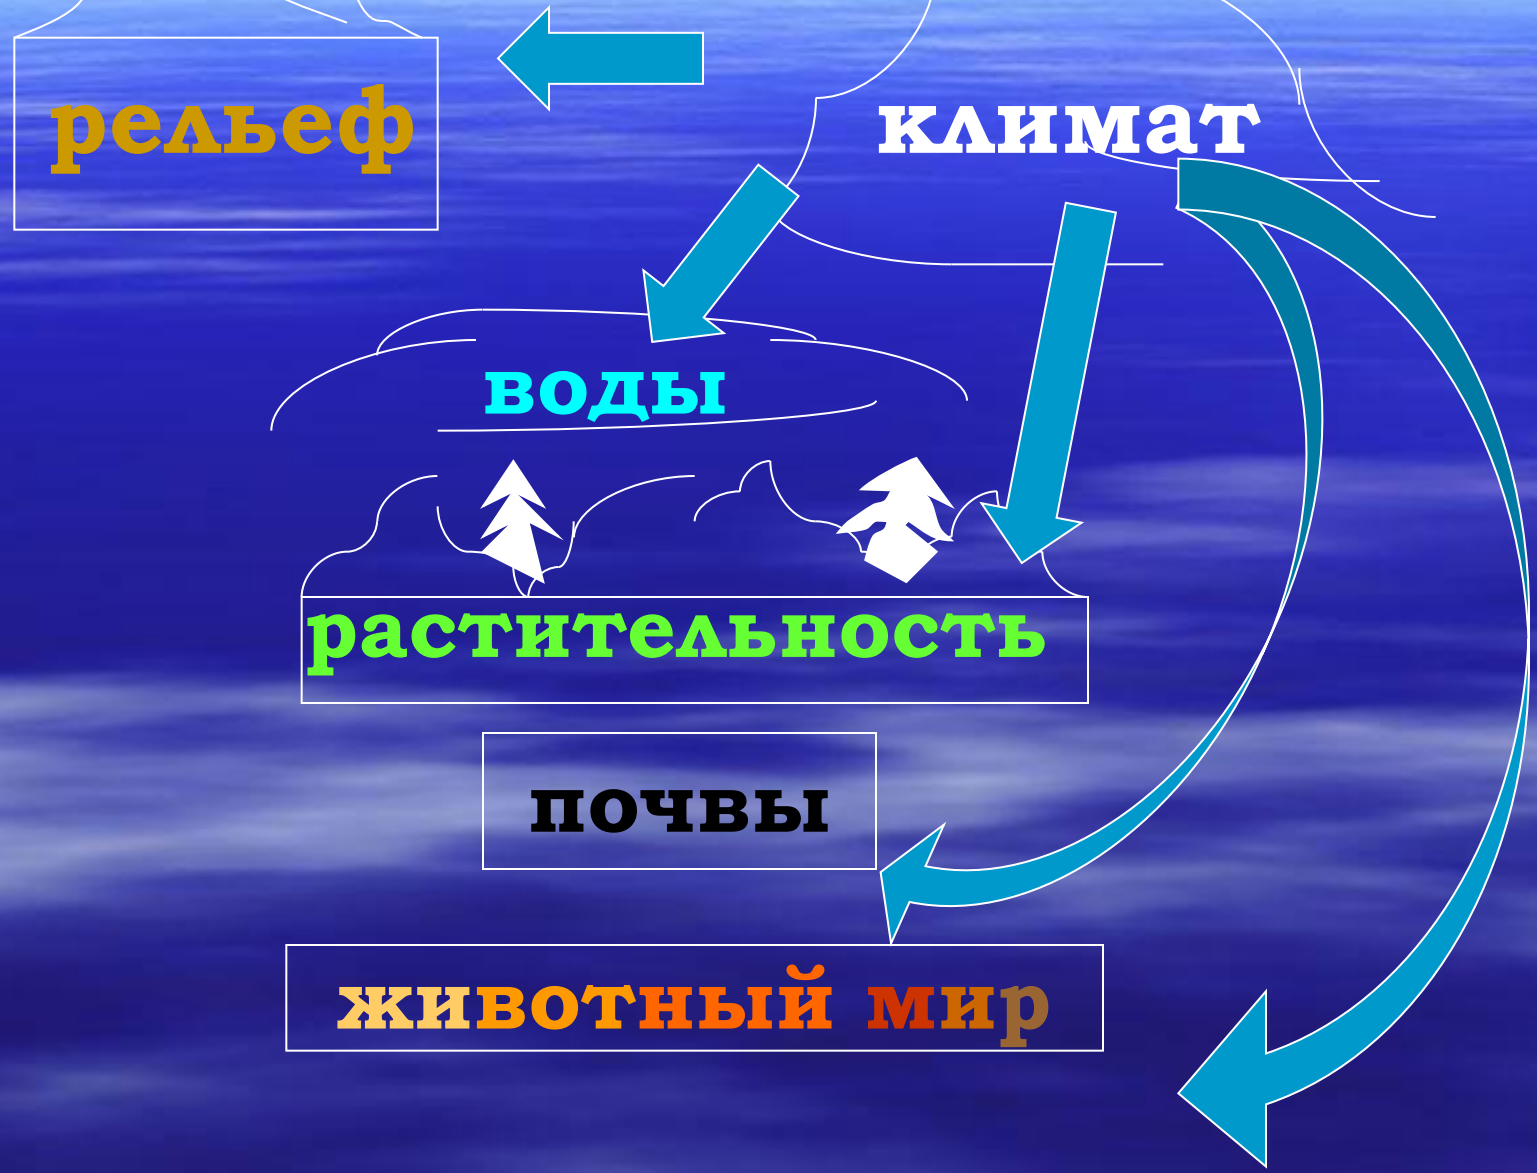 рельеф
климат
воды
растительность
почвы
животный мир